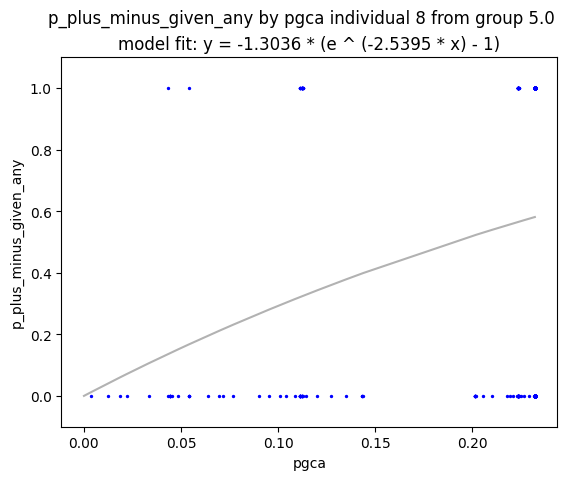 p_plus_minus_given_any by pgca individual 8 from group 5.0
model fit: y = -1.3036 * (e ^ (-2.5395 * x) - 1)
1.0
0.8
0.6
0.4
0.2
0.0
p_plus_minus_given_any
0.00 0.05 0.10 0.15 0.20
pgca